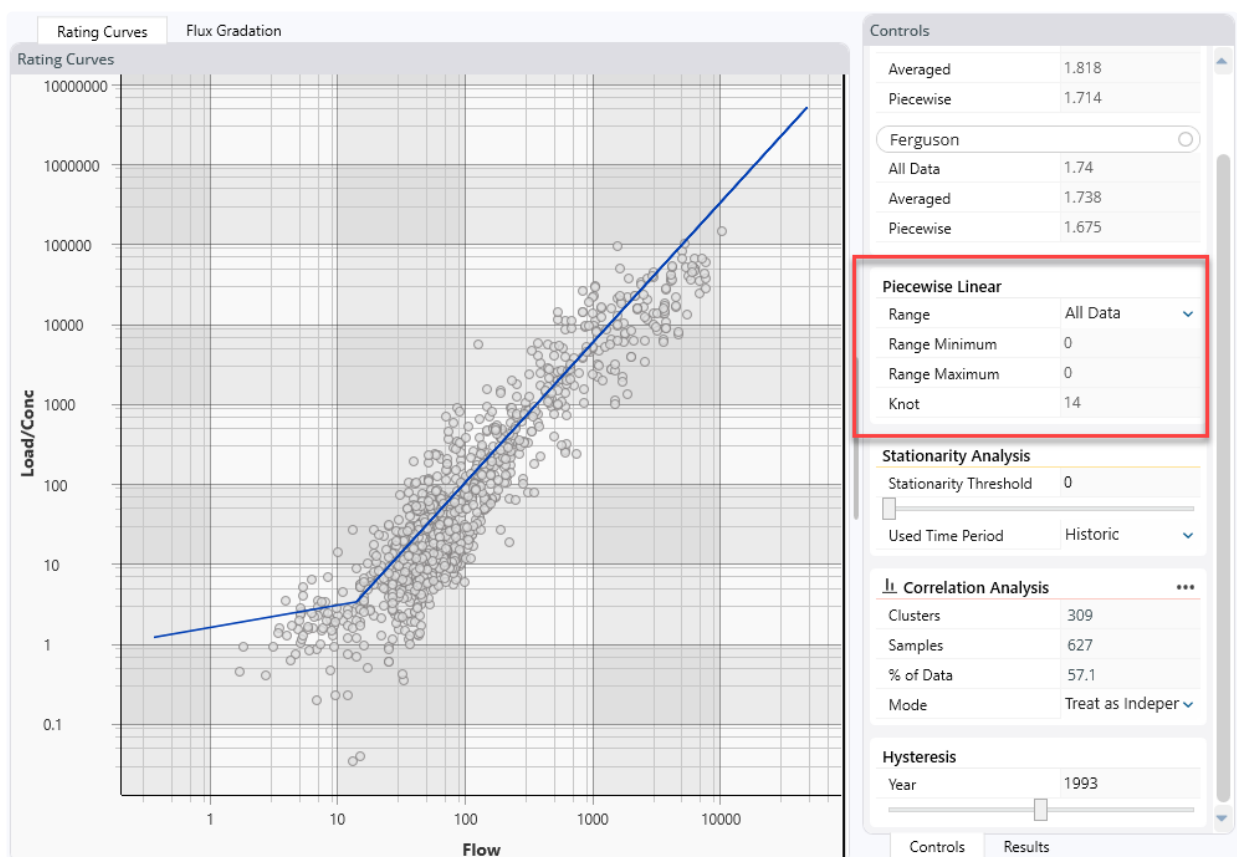 Rating Curves
Flux Gradation
Rating Curves
10000000
1000000
100000
10000
1000
100
10
1
0.1
Load/Conc
1
10
100
1000
10000
Flow
Controls
Averaged 1.818
Piecewise 1.714
Ferguson
All Data 1.74
Averaged 1.738
Piecewise 1.675
Piecewise Linear
Range All Data
Range Minimum 0
Range Maximum 0
Knot 14
Stationarity Analysis
Stationarity Threshold 0
Used Time Period Historic
Correlation Analysis •••
Clusters 309
Samples 627
% of Data 57.1
Mode Treat as Indeper
Hysteresis
Year 1993
Controls
Results